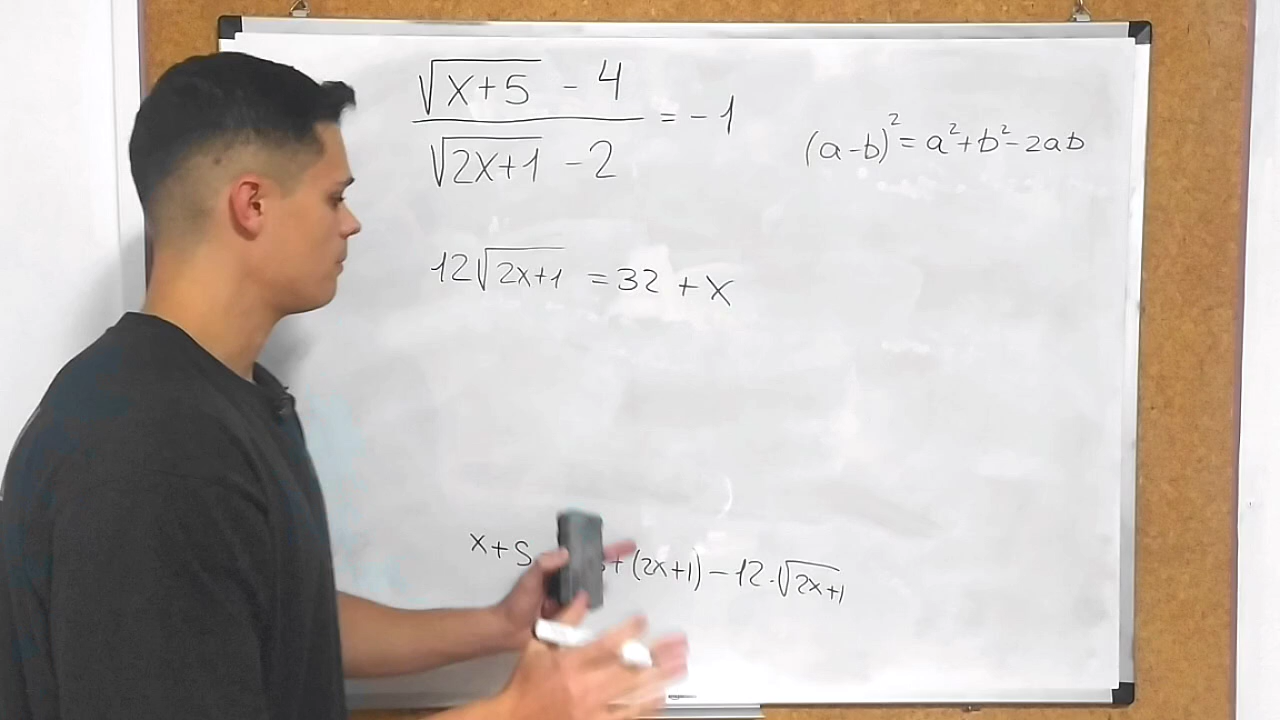 √(x+5) - 4
√(2x+1) - 2
= -1
(a-b)² = a² + b² - 2ab
12√(2x+1) = 32 + x
x+5 + (2x+1) - 12·√(2x+1)